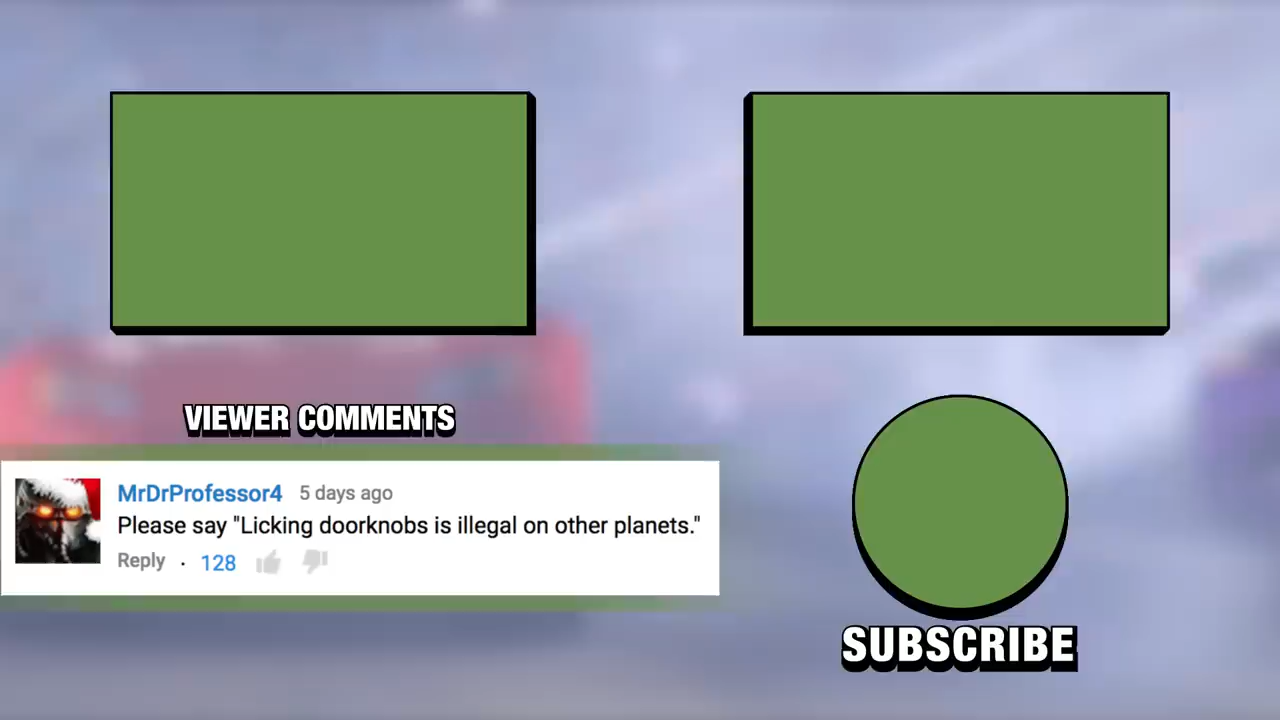 VIEWER COMMENTS
MrDrProfessor4 5 days ago
Please say "Licking doorknobs is illegal on other planets."
Reply · 128
SUBSCRIBE